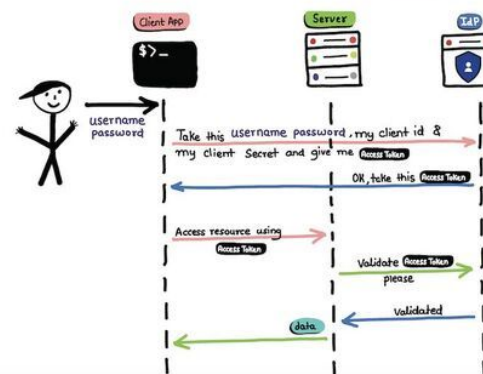 Client App
Server
IdP
$>_
username
password
Take this username password, my client id &
my client Secret and give me Access Token
OK, take this Access Token
Access resource using
Access Token
Validate Access Token
please
Validated
data